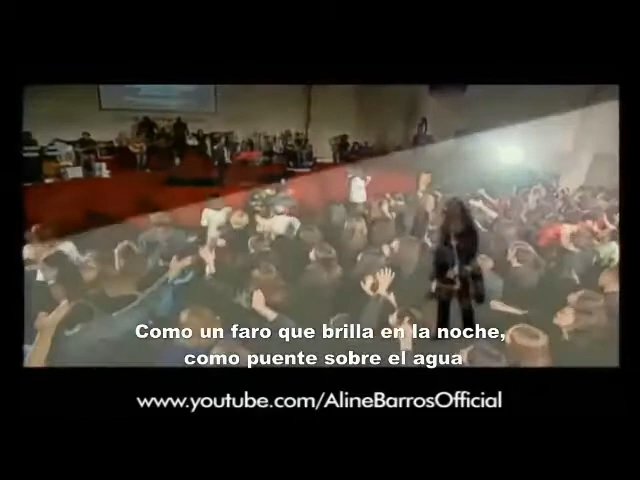 Como un faro que brilla en la noche,
como puente sobre el agua
www.youtube.com/AlineBarrosOfficial